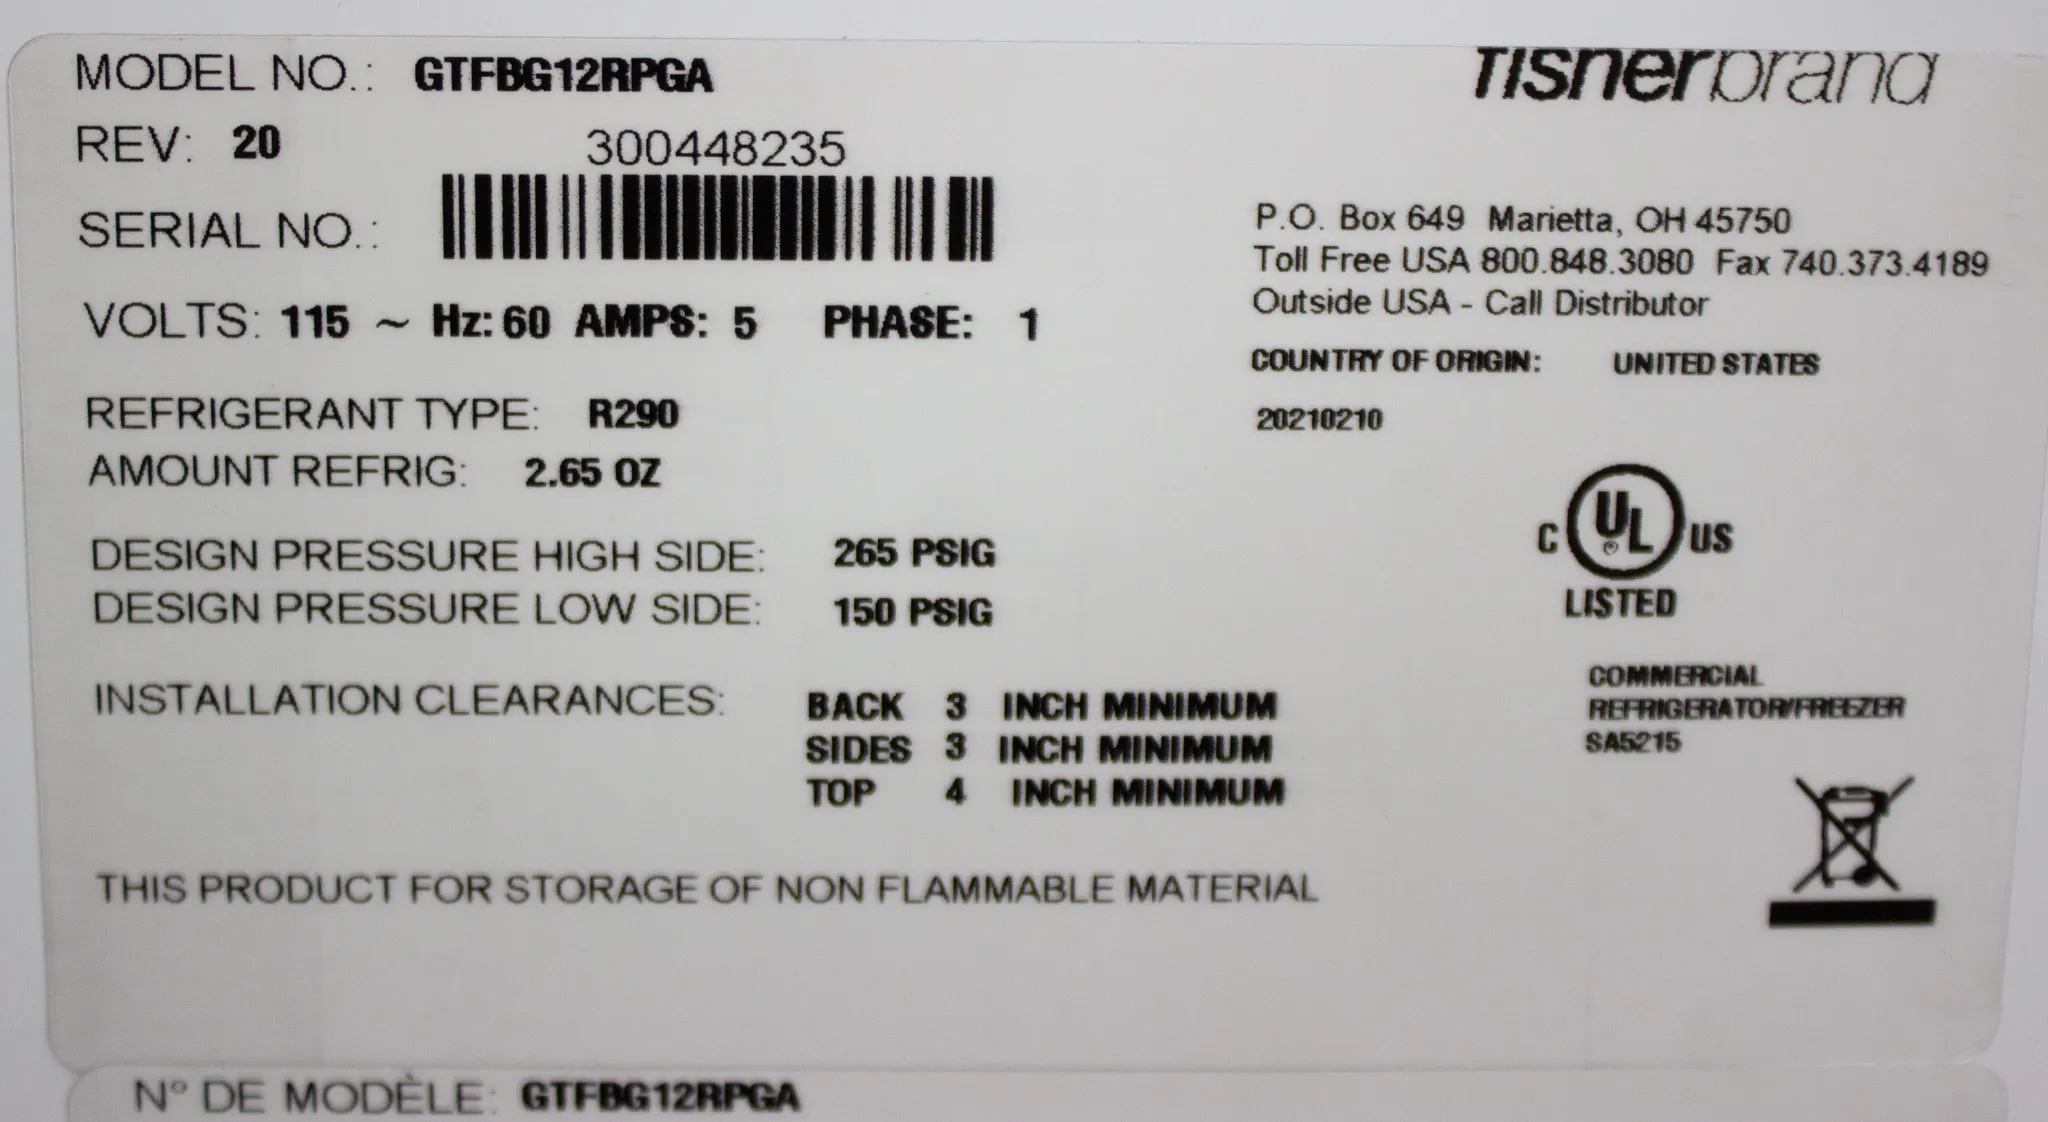 MODEL NO.: GTFBG12RPGA
fisherbrand
REV: 20
300448235
SERIAL NO.:
VOLTS: 115 ~ Hz: 60 AMPS: 5 PHASE: 1
REFRIGERANT TYPE: R290
AMOUNT REFRIG: 2.65 OZ
DESIGN PRESSURE HIGH SIDE: 265 PSIG
DESIGN PRESSURE LOW SIDE: 150 PSIG
INSTALLATION CLEARANCES: BACK 3 INCH MINIMUM
SIDES 3 INCH MINIMUM
TOP 4 INCH MINIMUM
THIS PRODUCT FOR STORAGE OF NON FLAMMABLE MATERIAL
P.O. Box 649 Marietta, OH 45750
Toll Free USA 800.848.3080 Fax 740.373.4189
Outside USA - Call Distributor
COUNTRY OF ORIGIN: UNITED STATES
20210210
C UL US
LISTED
COMMERCIAL
REFRIGERATOR/FREEZER
SA5215
N° DE MODÈLE: GTFBG12RPGA